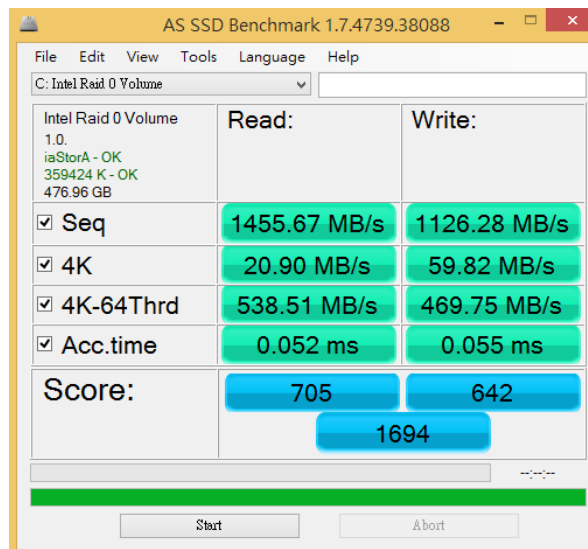 AS SSD Benchmark 1.7.4739.38088
File Edit View Tools Language Help
C: Intel Raid 0 Volume
Intel Raid 0 Volume
1.0.
iaStorA - OK
359424 K - OK
476.96 GB
Read: Write:
Seq 1455.67 MB/s 1126.28 MB/s
4K 20.90 MB/s 59.82 MB/s
4K-64Thrd 538.51 MB/s 469.75 MB/s
Acc.time 0.052 ms 0.055 ms
Score: 705 642
1694
--:--:--
Start Abort